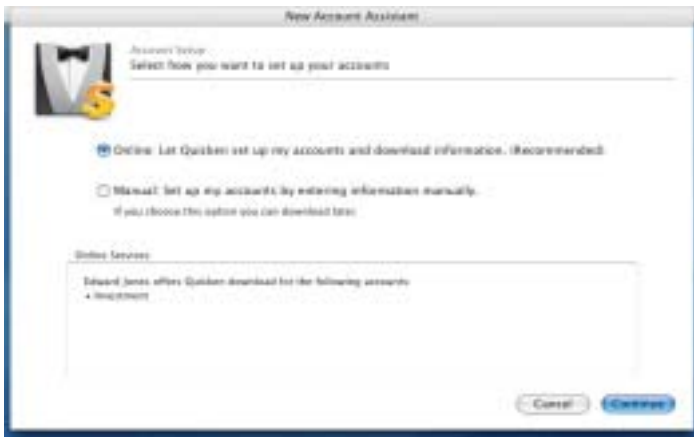 New Account Assistant
Account Setup
Select how you want to set up your accounts
Online: Let Quicken set up my accounts and download information. (Recommended)
Manual: Set up my accounts by entering information manually.
If you choose this option you can download later.
Online Services
Edward Jones offers Quicken download for the following accounts:
• Investment
Cancel
Continue